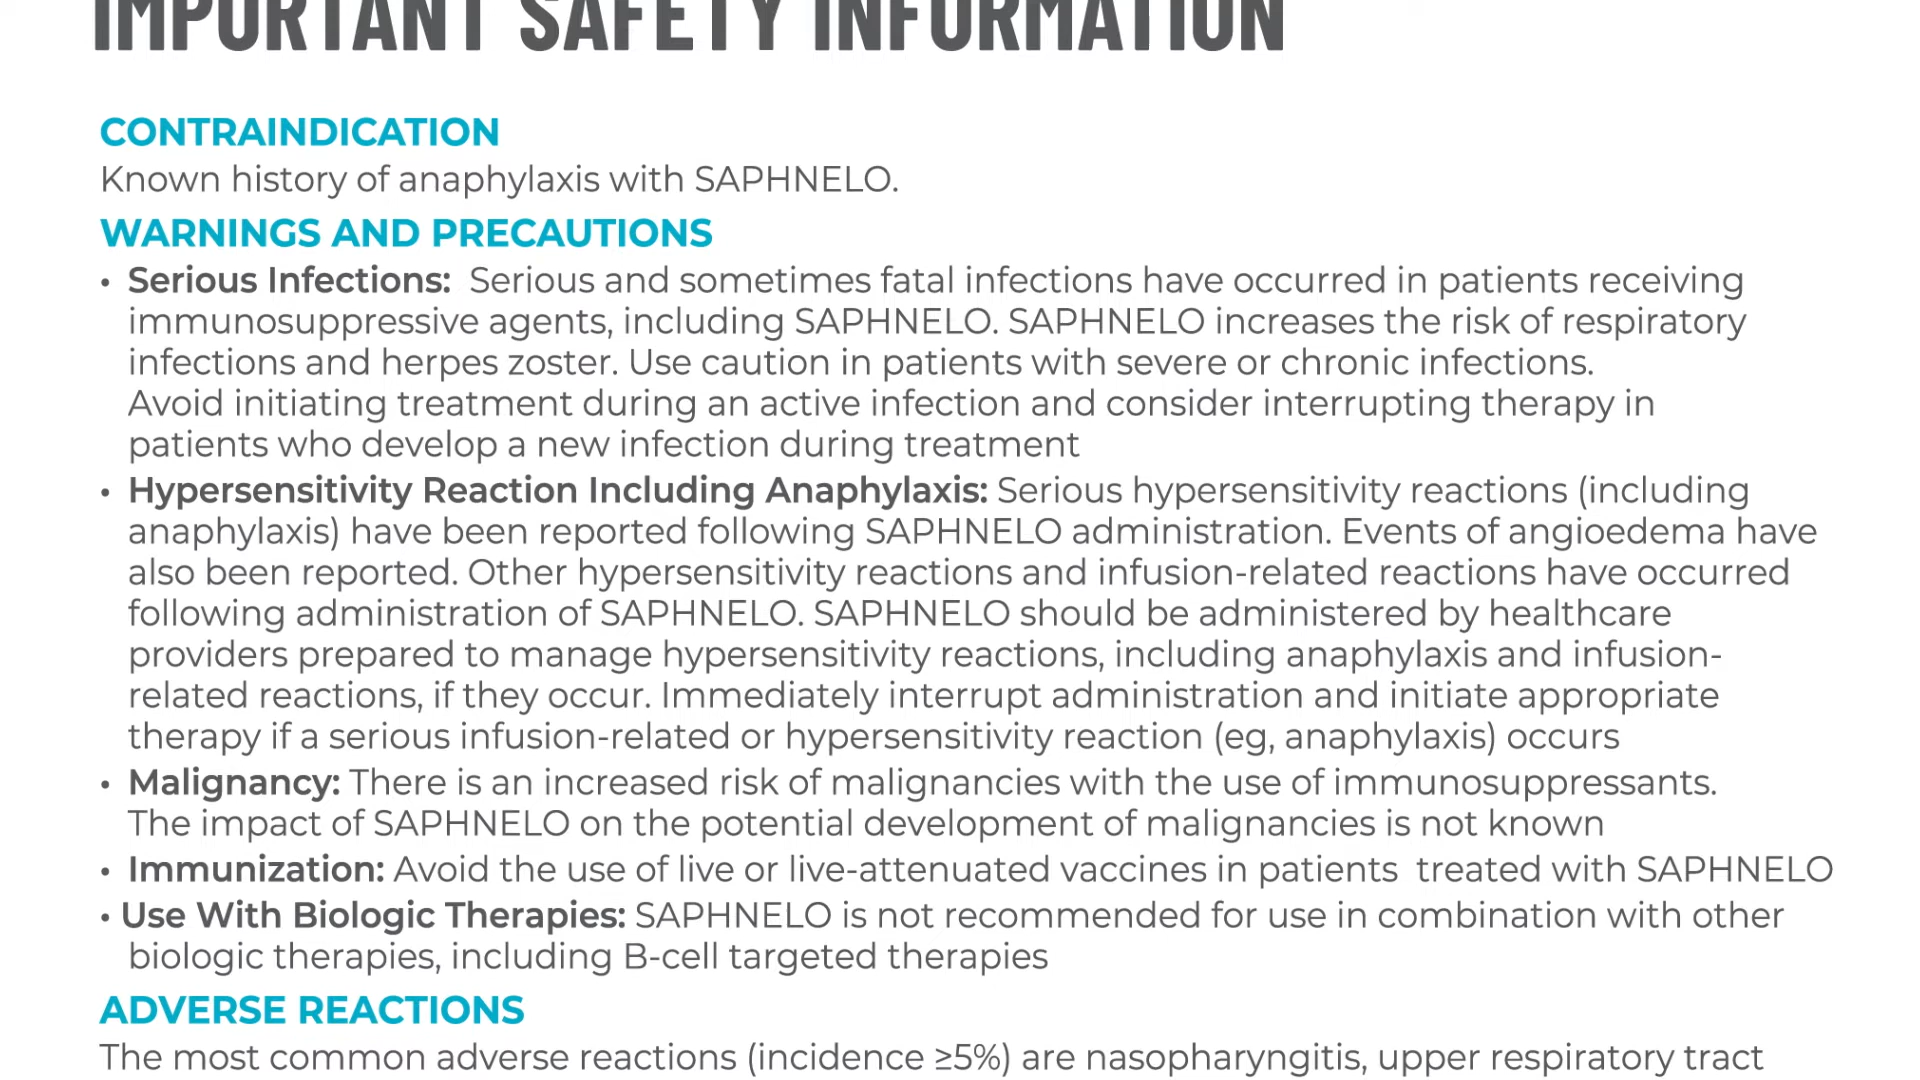 IMPORTANT SAFETY INFORMATION
CONTRAINDICATION
Known history of anaphylaxis with SAPHNELO.
WARNINGS AND PRECAUTIONS
• Serious Infections: Serious and sometimes fatal infections have occurred in patients receiving
immunosuppressive agents, including SAPHNELO. SAPHNELO increases the risk of respiratory
infections and herpes zoster. Use caution in patients with severe or chronic infections.
Avoid initiating treatment during an active infection and consider interrupting therapy in
patients who develop a new infection during treatment
• Hypersensitivity Reaction Including Anaphylaxis: Serious hypersensitivity reactions (including
anaphylaxis) have been reported following SAPHNELO administration. Events of angioedema have
also been reported. Other hypersensitivity reactions and infusion-related reactions have occurred
following administration of SAPHNELO. SAPHNELO should be administered by healthcare
providers prepared to manage hypersensitivity reactions, including anaphylaxis and infusion-
related reactions, if they occur. Immediately interrupt administration and initiate appropriate
therapy if a serious infusion-related or hypersensitivity reaction (eg, anaphylaxis) occurs
• Malignancy: There is an increased risk of malignancies with the use of immunosuppressants.
The impact of SAPHNELO on the potential development of malignancies is not known
• Immunization: Avoid the use of live or live-attenuated vaccines in patients treated with SAPHNELO
• Use With Biologic Therapies: SAPHNELO is not recommended for use in combination with other
biologic therapies, including B-cell targeted therapies
ADVERSE REACTIONS
The most common adverse reactions (incidence ≥5%) are nasopharyngitis, upper respiratory tract